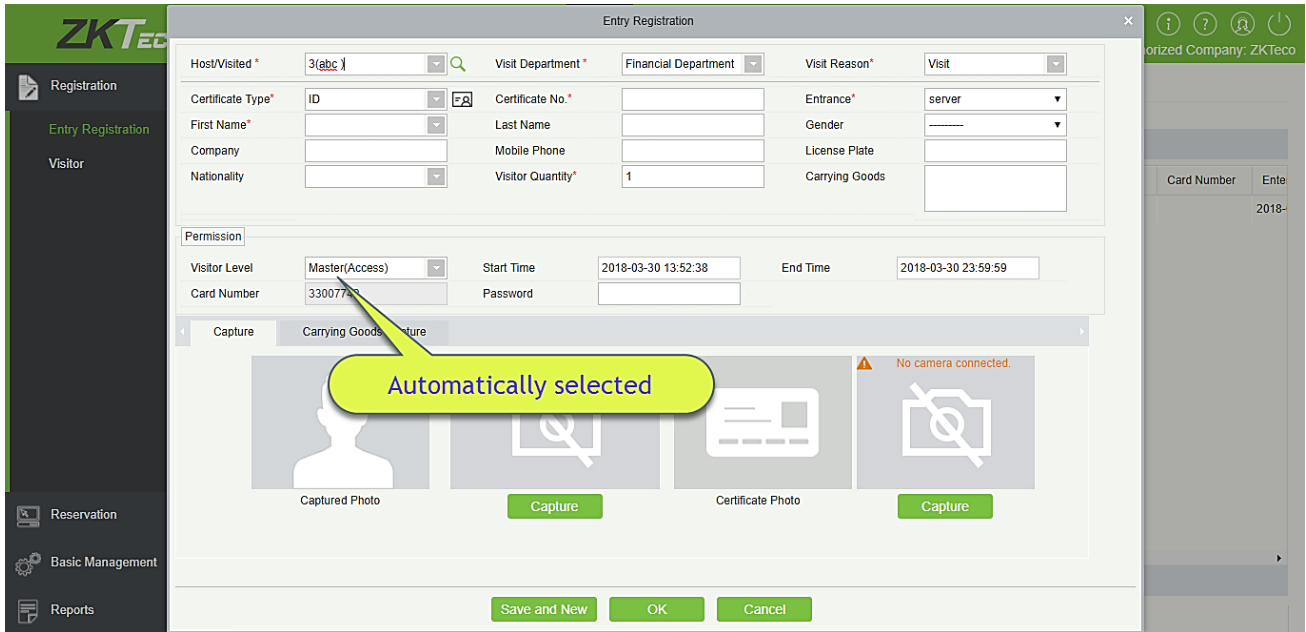 ZKTeco
Entry Registration
×
orized Company: ZKTeco
Registration
Entry Registration
Visitor
Reservation
Basic Management
Reports
Host/Visited * 3(abc ) Visit Department * Financial Department Visit Reason* Visit
Certificate Type* ID Certificate No.* Entrance* server
First Name* Last Name Gender ---------
Company Mobile Phone License Plate
Nationality Visitor Quantity* 1 Carrying Goods
Permission
Visitor Level Master(Access) Start Time 2018-03-30 13:52:38 End Time 2018-03-30 23:59:59
Card Number Password
Capture Carrying Goods
Automatically selected
No camera connected.
Captured Photo Capture Certificate Photo Capture
Save and New OK Cancel
Card Number Ente
2018-